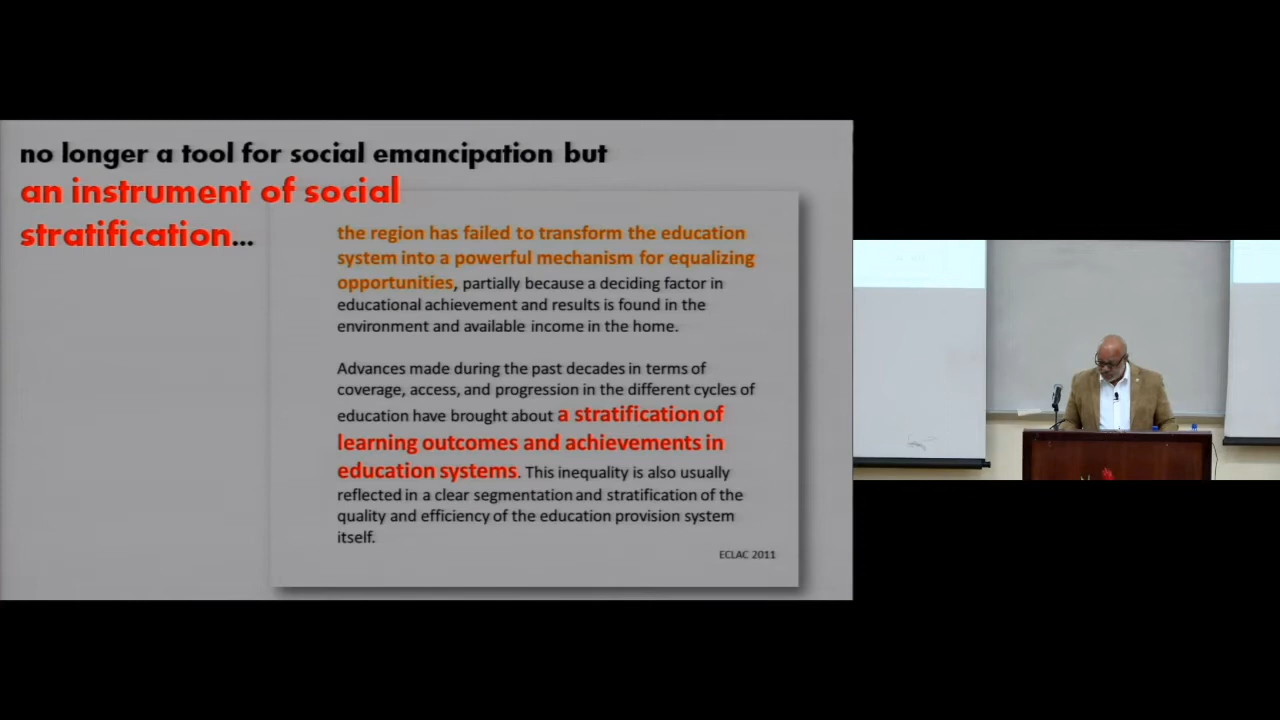 no longer a tool for social emancipation but
an instrument of social
stratification...
the region has failed to transform the education
system into a powerful mechanism for equalizing
opportunities, partially because a deciding factor in
educational achievement and results is found in the
environment and available income in the home.
Advances made during the past decades in terms of
coverage, access, and progression in the different cycles of
education have brought about a stratification of
learning outcomes and achievements in
education systems. This inequality is also usually
reflected in a clear segmentation and stratification of the
quality and efficiency of the education provision system
itself.
ECLAC 2011